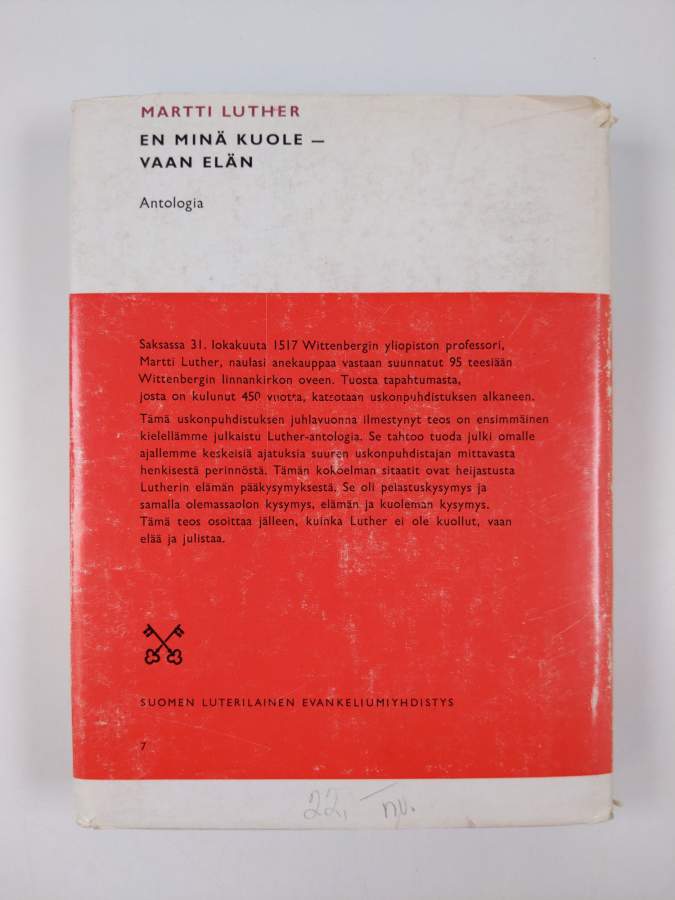 MARTTI LUTHER
EN MINÄ KUOLE –
VAAN ELÄN
Antologia
Saksassa 31. lokakuuta 1517 Wittenbergin yliopiston professori,
Martti Luther, naulasi anekauppaa vastaan suunnatut 95 teesiään
Wittenbergin linnankirkon oveen. Tuosta tapahtumasta,
josta on kulunut 450 vuotta, katsotaan uskonpuhdistuksen alkaneen.
Tämä uskonpuhdistuksen juhlavuonna ilmestynyt teos on ensimmäinen
kielellämme julkaistu Luther-antologia. Se tahtoo tuoda julki omalle
ajallemme keskeisiä ajatuksia suuren uskonpuhdistajan mittavasta
henkisestä perinnöstä. Tämän kokoelman sitaatit ovat heijastusta
Lutherin elämän pääkysymyksestä. Se oli pelastuskysymys ja
samalla olemassaolon kysymys, elämän ja kuoleman kysymys.
Tämä teos osoittaa jälleen, kuinka Luther ei ole kuollut, vaan
elää ja julistaa.
SUOMEN LUTERILAINEN EVANKELIUMIYHDISTYS
7
22,– nv.